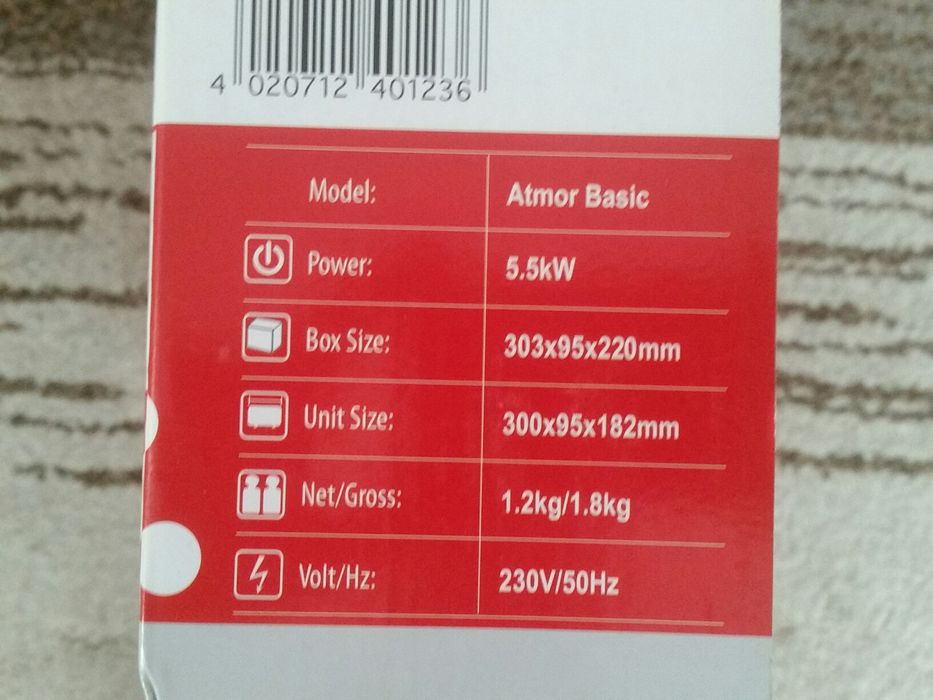 4 020712 401236
Model: Atmor Basic
Power: 5.5kW
Box Size: 303x95x220mm
Unit Size: 300x95x182mm
Net/Gross: 1.2kg/1.8kg
Volt/Hz: 230V/50Hz